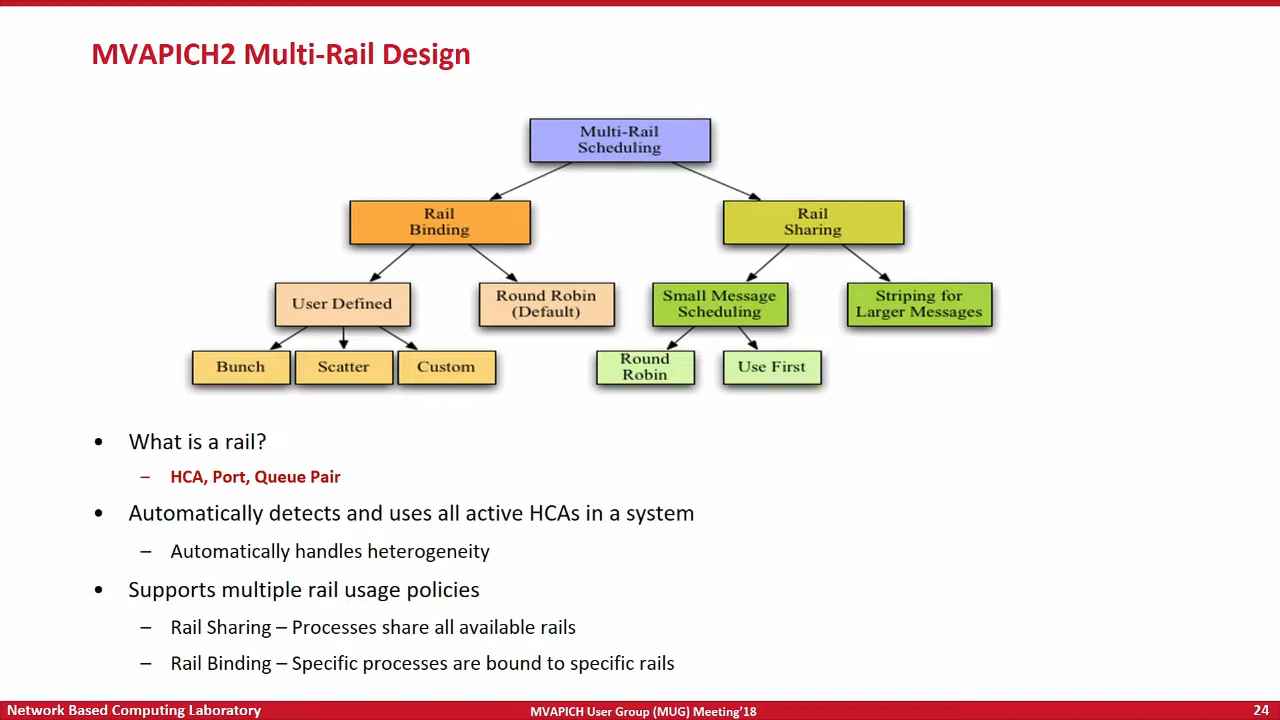 MVAPICH2 Multi-Rail Design
Multi-Rail
Scheduling
Rail
Binding
Rail
Sharing
User Defined
Round Robin
(Default)
Small Message
Scheduling
Striping for
Larger Messages
Bunch
Scatter
Custom
Round
Robin
Use First
• What is a rail?
– HCA, Port, Queue Pair
• Automatically detects and uses all active HCAs in a system
– Automatically handles heterogeneity
• Supports multiple rail usage policies
– Rail Sharing – Processes share all available rails
– Rail Binding – Specific processes are bound to specific rails
Network Based Computing Laboratory
MVAPICH User Group (MUG) Meeting’18
24